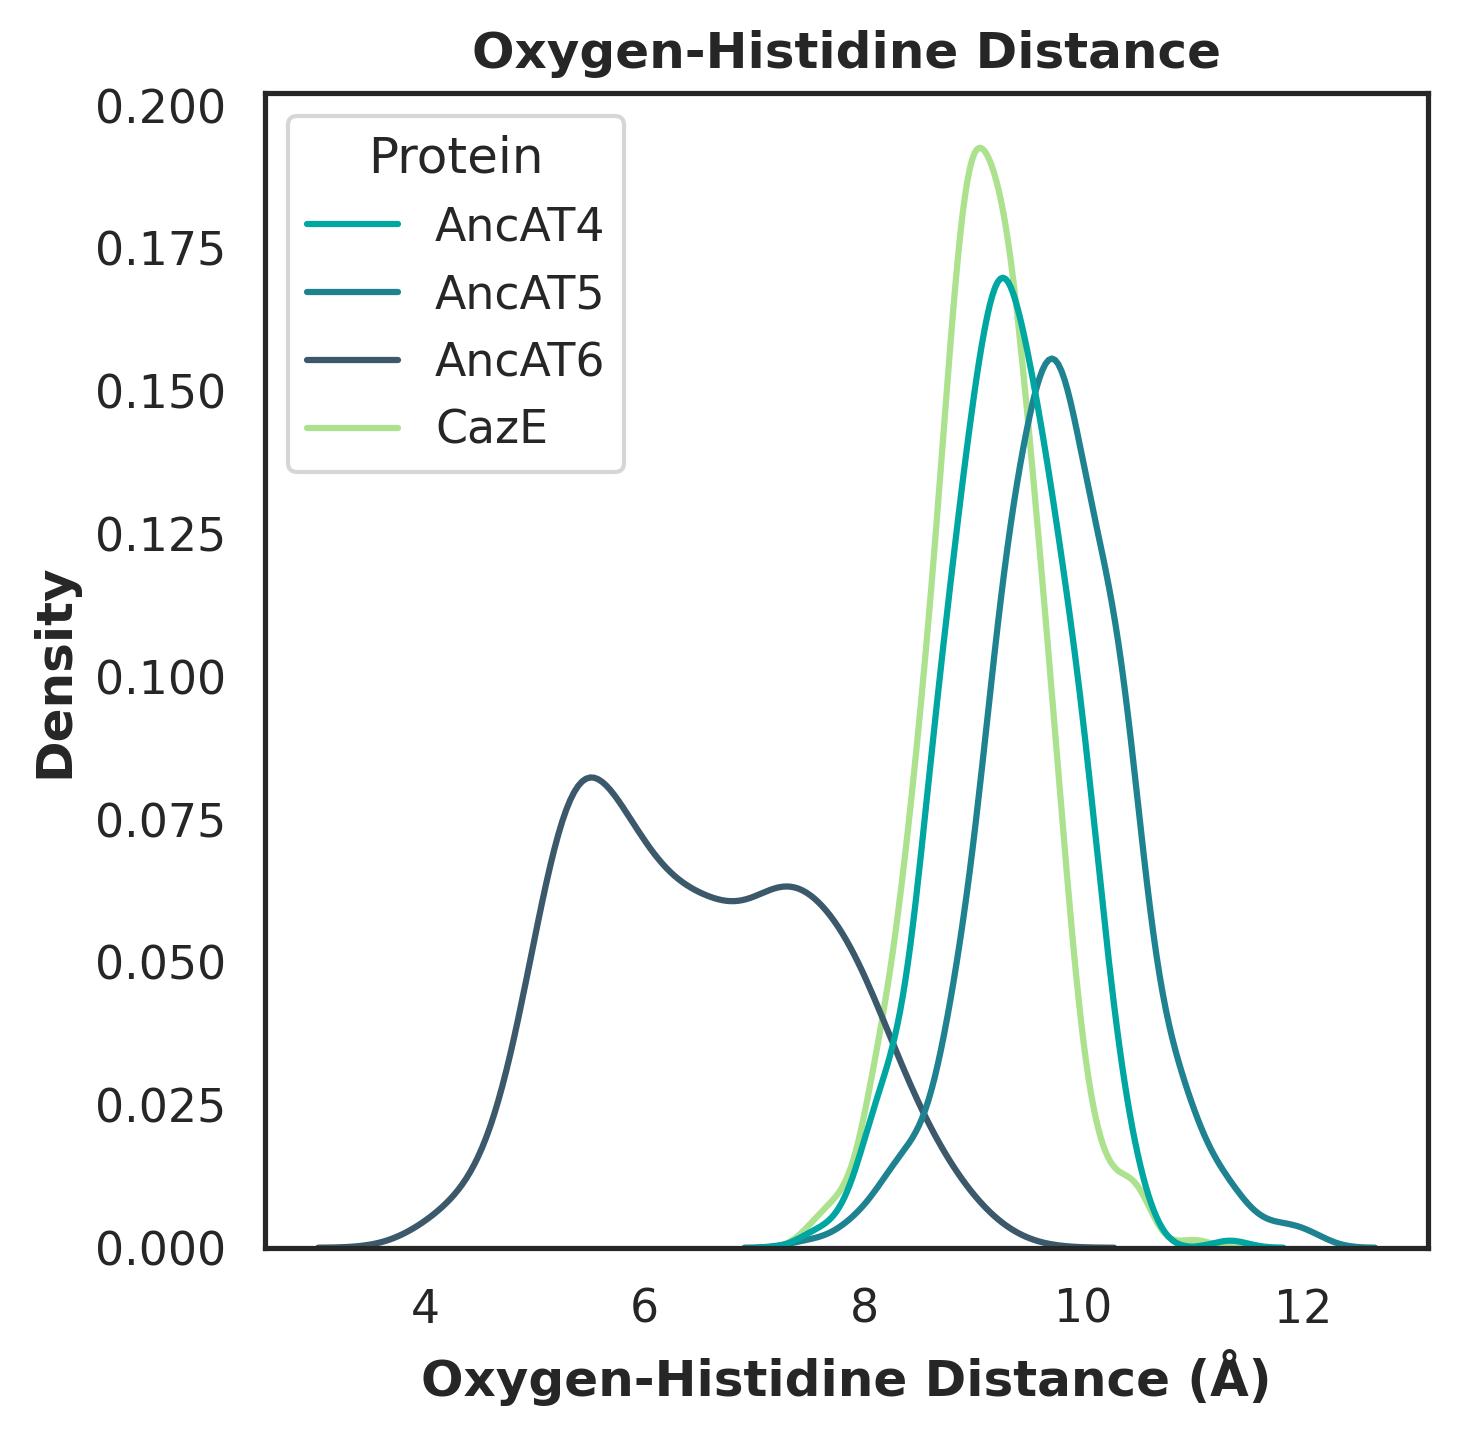 Oxygen-Histidine Distance
0.200
0.175
0.150
0.125
0.100
0.075
0.050
0.025
0.000
Density
Protein
AncAT4
AncAT5
AncAT6
CazE
4 6 8 10 12
Oxygen-Histidine Distance (Å)